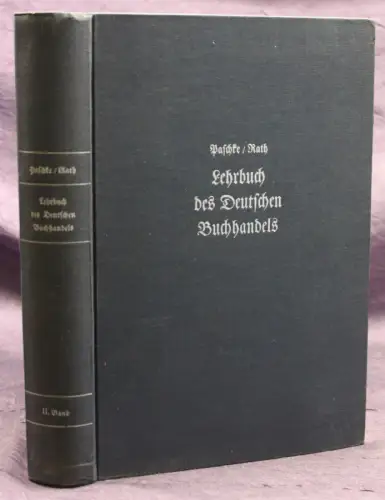 Paschke/Rath
Lehrbuch
des Deutschen
Buchhandels
II. Band
Paschke/Rath
Lehrbuch
des Deutschen
Buchhandels